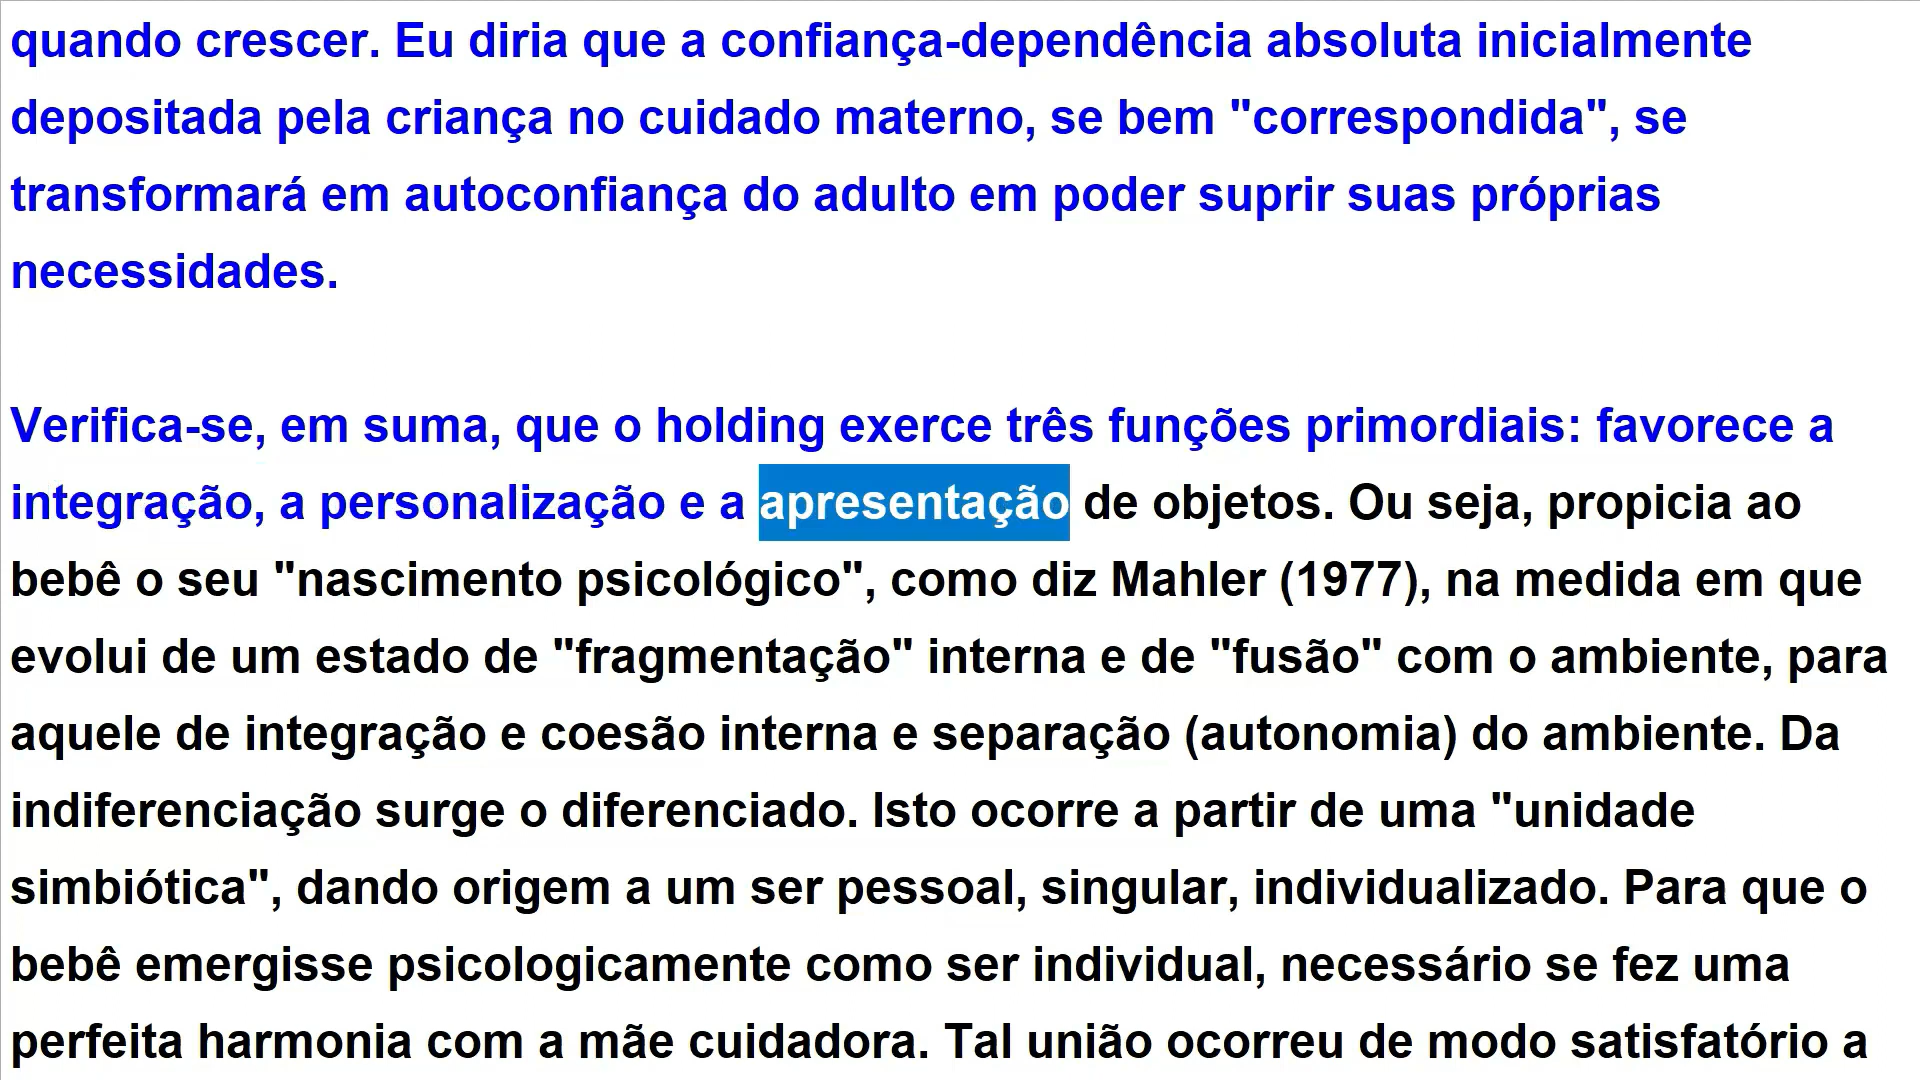 quando crescer. Eu diria que a confiança-dependência absoluta inicialmente
depositada pela criança no cuidado materno, se bem "correspondida", se
transformará em autoconfiança do adulto em poder suprir suas próprias
necessidades.
Verifica-se, em suma, que o holding exerce três funções primordiais: favorece a
integração, a personalização e a apresentação de objetos. Ou seja, propicia ao
bebê o seu "nascimento psicológico", como diz Mahler (1977), na medida em que
evolui de um estado de "fragmentação" interna e de "fusão" com o ambiente, para
aquele de integração e coesão interna e separação (autonomia) do ambiente. Da
indiferenciação surge o diferenciado. Isto ocorre a partir de uma "unidade
simbiótica", dando origem a um ser pessoal, singular, individualizado. Para que o
bebê emergisse psicologicamente como ser individual, necessário se fez uma
perfeita harmonia com a mãe cuidadora. Tal união ocorreu de modo satisfatório a